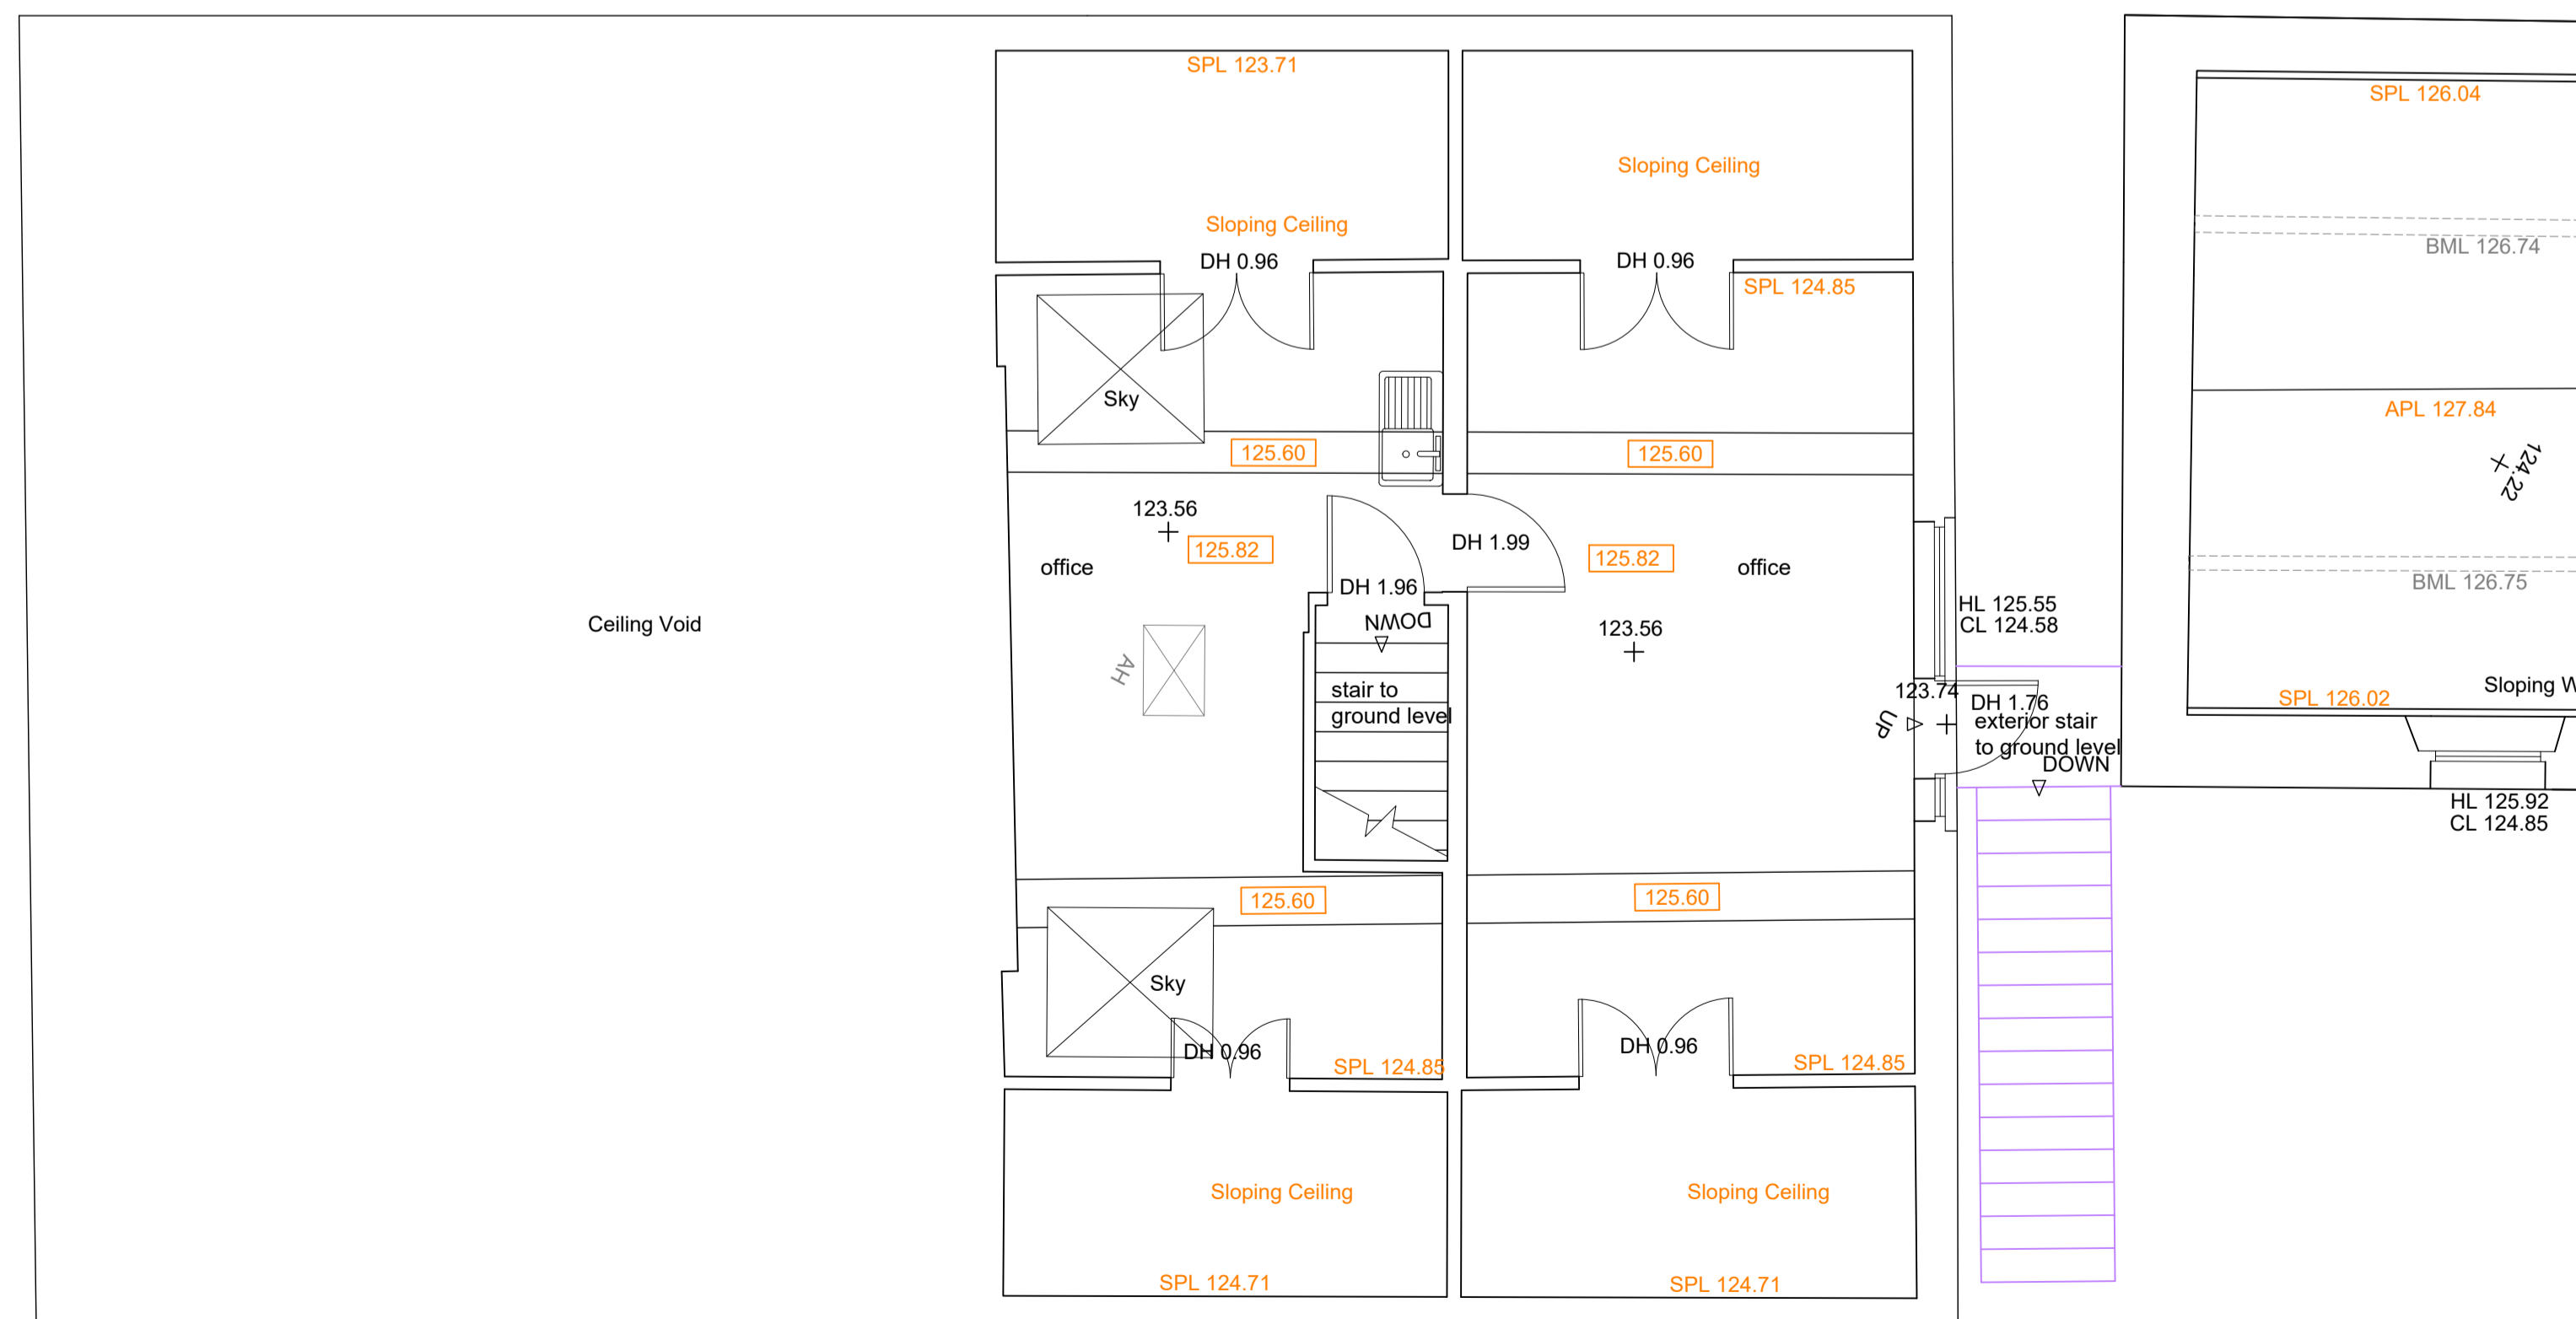 SPL 123.71
SPL 126.04
Sloping Ceiling
Sloping Ceiling
BML 126.74
DH 0.96
DH 0.96
SPL 124.85
Sky
APL 127.84
125.60
125.60
124.22
123.56
DH 1.99
125.82
125.82
office
office
BML 126.75
DH 1.96
HL 125.55
CL 124.58
DOWN
Ceiling Void
123.56
AH
stair to
ground level
123.74
DH 1.76
Sloping W
SPL 126.02
UP
exterior stair
to ground level
DOWN
HL 125.92
CL 124.85
125.60
125.60
Sky
DH 0.96
DH 0.96
SPL 124.85
SPL 124.85
Sloping Ceiling
Sloping Ceiling
SPL 124.71
SPL 124.71